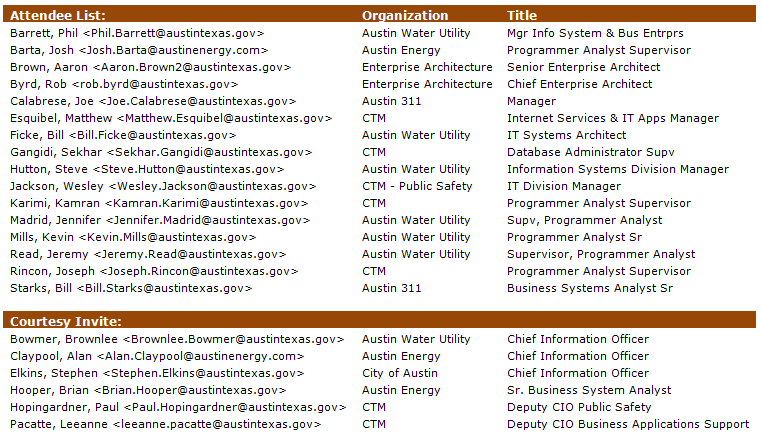 Attendee List: Organization Title
Barrett, Phil <Phil.Barrett@austintexas.gov> Austin Water Utility Mgr Info System & Bus Entrprs
Barta, Josh <Josh.Barta@austinenergy.com> Austin Energy Programmer Analyst Supervisor
Brown, Aaron <Aaron.Brown2@austintexas.gov> Enterprise Architecture Senior Enterprise Architect
Byrd, Rob <rob.byrd@austintexas.gov> Enterprise Architecture Chief Enterprise Architect
Calabrese, Joe <Joe.Calabrese@austintexas.gov> Austin 311 Manager
Esquibel, Matthew <Matthew.Esquibel@austintexas.gov> CTM Internet Services & IT Apps Manager
Ficke, Bill <Bill.Ficke@austintexas.gov> Austin Water Utility IT Systems Architect
Gangidi, Sekhar <Sekhar.Gangidi@austintexas.gov> CTM Database Administrator Supv
Hutton, Steve <Steve.Hutton@austintexas.gov> Austin Water Utility Information Systems Division Manager
Jackson, Wesley <Wesley.Jackson@austintexas.gov> CTM - Public Safety IT Division Manager
Karimi, Kamran <Kamran.Karimi@austintexas.gov> CTM Programmer Analyst Supervisor
Madrid, Jennifer <Jennifer.Madrid@austintexas.gov> Austin Water Utility Supv, Programmer Analyst
Mills, Kevin <Kevin.Mills@austintexas.gov> Austin Water Utility Programmer Analyst Sr
Read, Jeremy <Jeremy.Read@austintexas.gov> Austin Water Utility Supervisor, Programmer Analyst
Rincon, Joseph <Joseph.Rincon@austintexas.gov> CTM Programmer Analyst Supervisor
Starks, Bill <Bill.Starks@austintexas.gov> Austin 311 Business Systems Analyst Sr
Courtesy Invite:
Bowmer, Brownlee <Brownlee.Bowmer@austintexas.gov> Austin Water Utility Chief Information Officer
Claypool, Alan <Alan.Claypool@austinenergy.com> Austin Energy Chief Information Officer
Elkins, Stephen <Stephen.Elkins@austintexas.gov> City of Austin Chief Information Officer
Hooper, Brian <Brian.Hooper@austintexas.gov> Austin Energy Sr. Business System Analyst
Hopingardner, Paul <Paul.Hopingardner@austintexas.gov> CTM Deputy CIO Public Safety
Pacatte, Leeanne <leeanne.pacatte@austintexas.gov> CTM Deputy CIO Business Applications Support